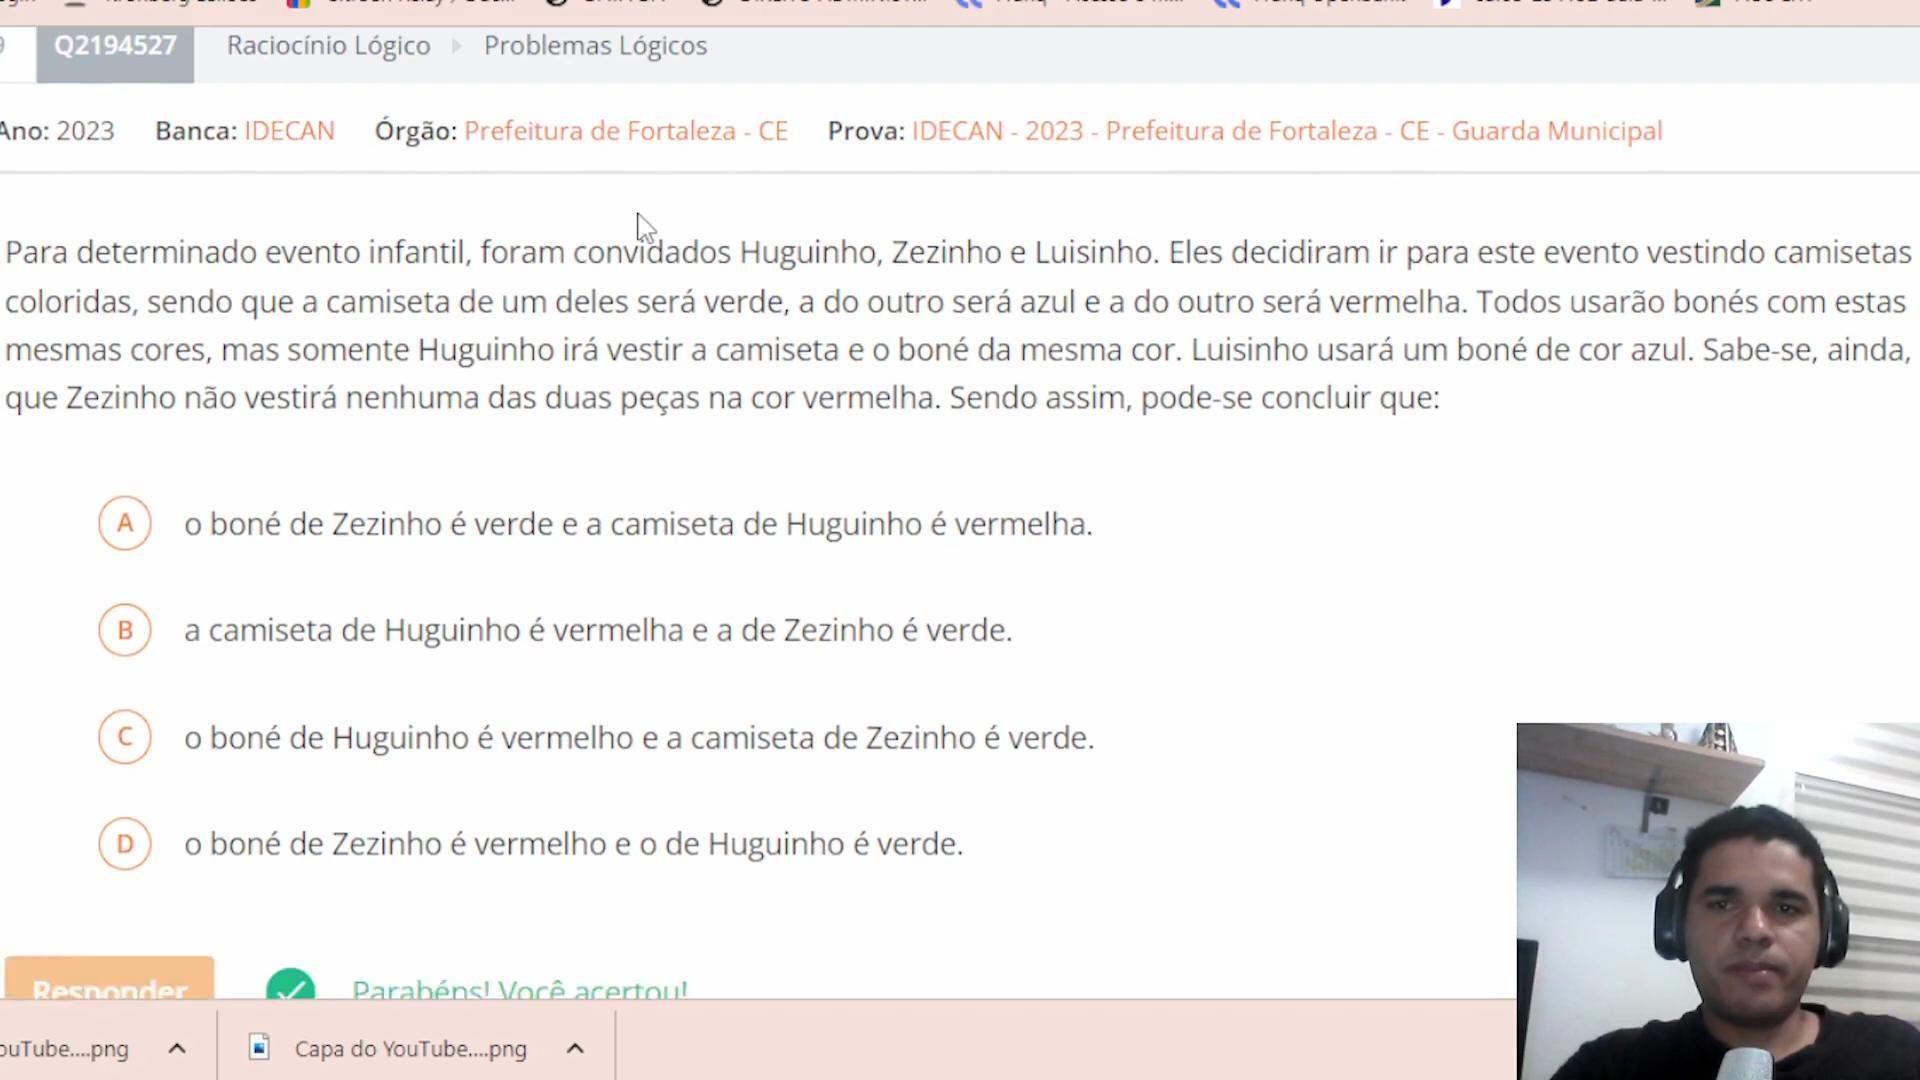 Q2194527 Raciocínio Lógico Problemas Lógicos
Ano: 2023 Banca: IDECAN Órgão: Prefeitura de Fortaleza - CE Prova: IDECAN - 2023 - Prefeitura de Fortaleza - CE - Guarda Municipal
Para determinado evento infantil, foram convidados Huguinho, Zezinho e Luisinho. Eles decidiram ir para este evento vestindo camisetas
coloridas, sendo que a camiseta de um deles será verde, a do outro será azul e a do outro será vermelha. Todos usarão bonés com estas
mesmas cores, mas somente Huguinho irá vestir a camiseta e o boné da mesma cor. Luisinho usará um boné de cor azul. Sabe-se, ainda,
que Zezinho não vestirá nenhuma das duas peças na cor vermelha. Sendo assim, pode-se concluir que:
A o boné de Zezinho é verde e a camiseta de Huguinho é vermelha.
B a camiseta de Huguinho é vermelha e a de Zezinho é verde.
C o boné de Huguinho é vermelho e a camiseta de Zezinho é verde.
D o boné de Zezinho é vermelho e o de Huguinho é verde.
Responder Parabéns! Você acertou!
ouTube....png Capa do YouTube....png